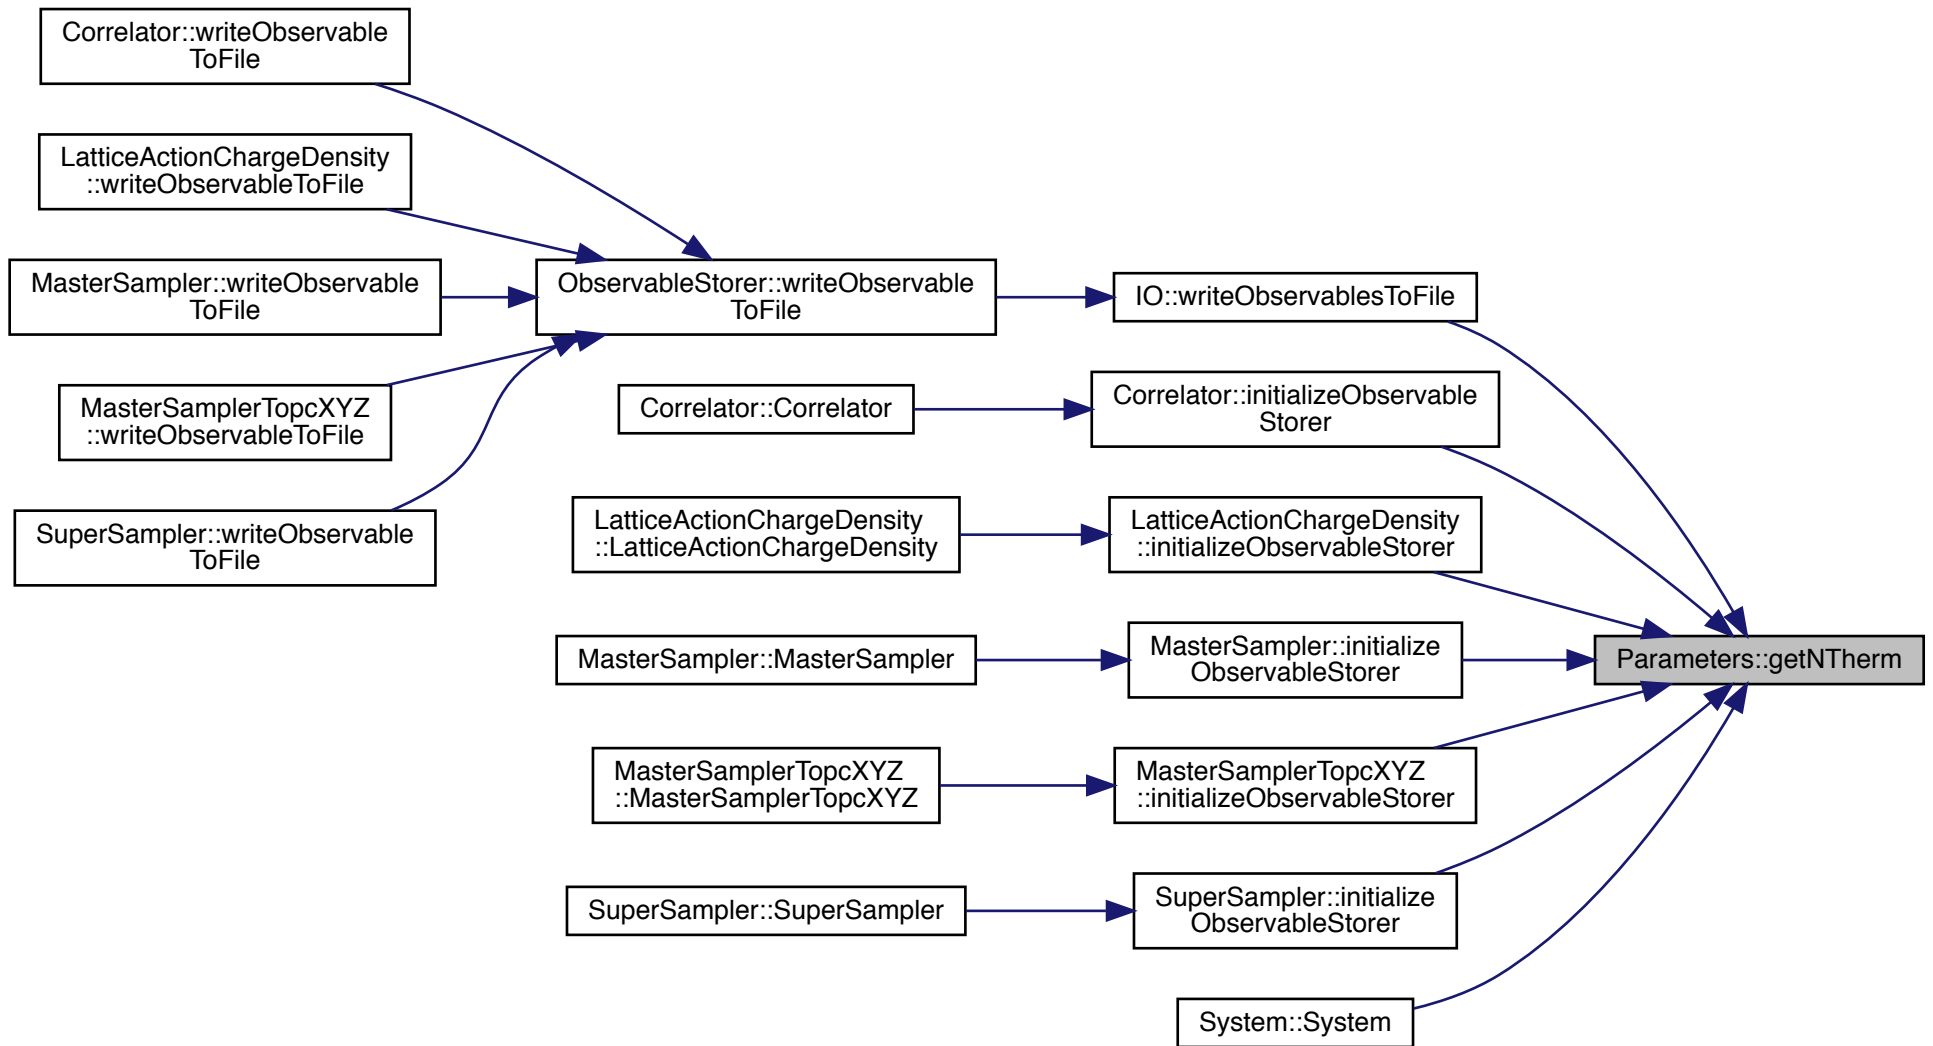 Correlator::writeObservable
ToFile
LatticeActionChargeDensity
::writeObservableToFile
MasterSampler::writeObservable
ToFile
MasterSamplerTopcXYZ
::writeObservableToFile
SuperSampler::writeObservable
ToFile
ObservableStorer::writeObservable
ToFile
Correlator::Correlator
LatticeActionChargeDensity
::LatticeActionChargeDensity
MasterSampler::MasterSampler
MasterSamplerTopcXYZ
::MasterSamplerTopcXYZ
SuperSampler::SuperSampler
IO::writeObservablesToFile
Correlator::initializeObservable
Storer
LatticeActionChargeDensity
::initializeObservableStorer
MasterSampler::initialize
ObservableStorer
MasterSamplerTopcXYZ
::initializeObservableStorer
SuperSampler::initialize
ObservableStorer
System::System
Parameters::getNTherm